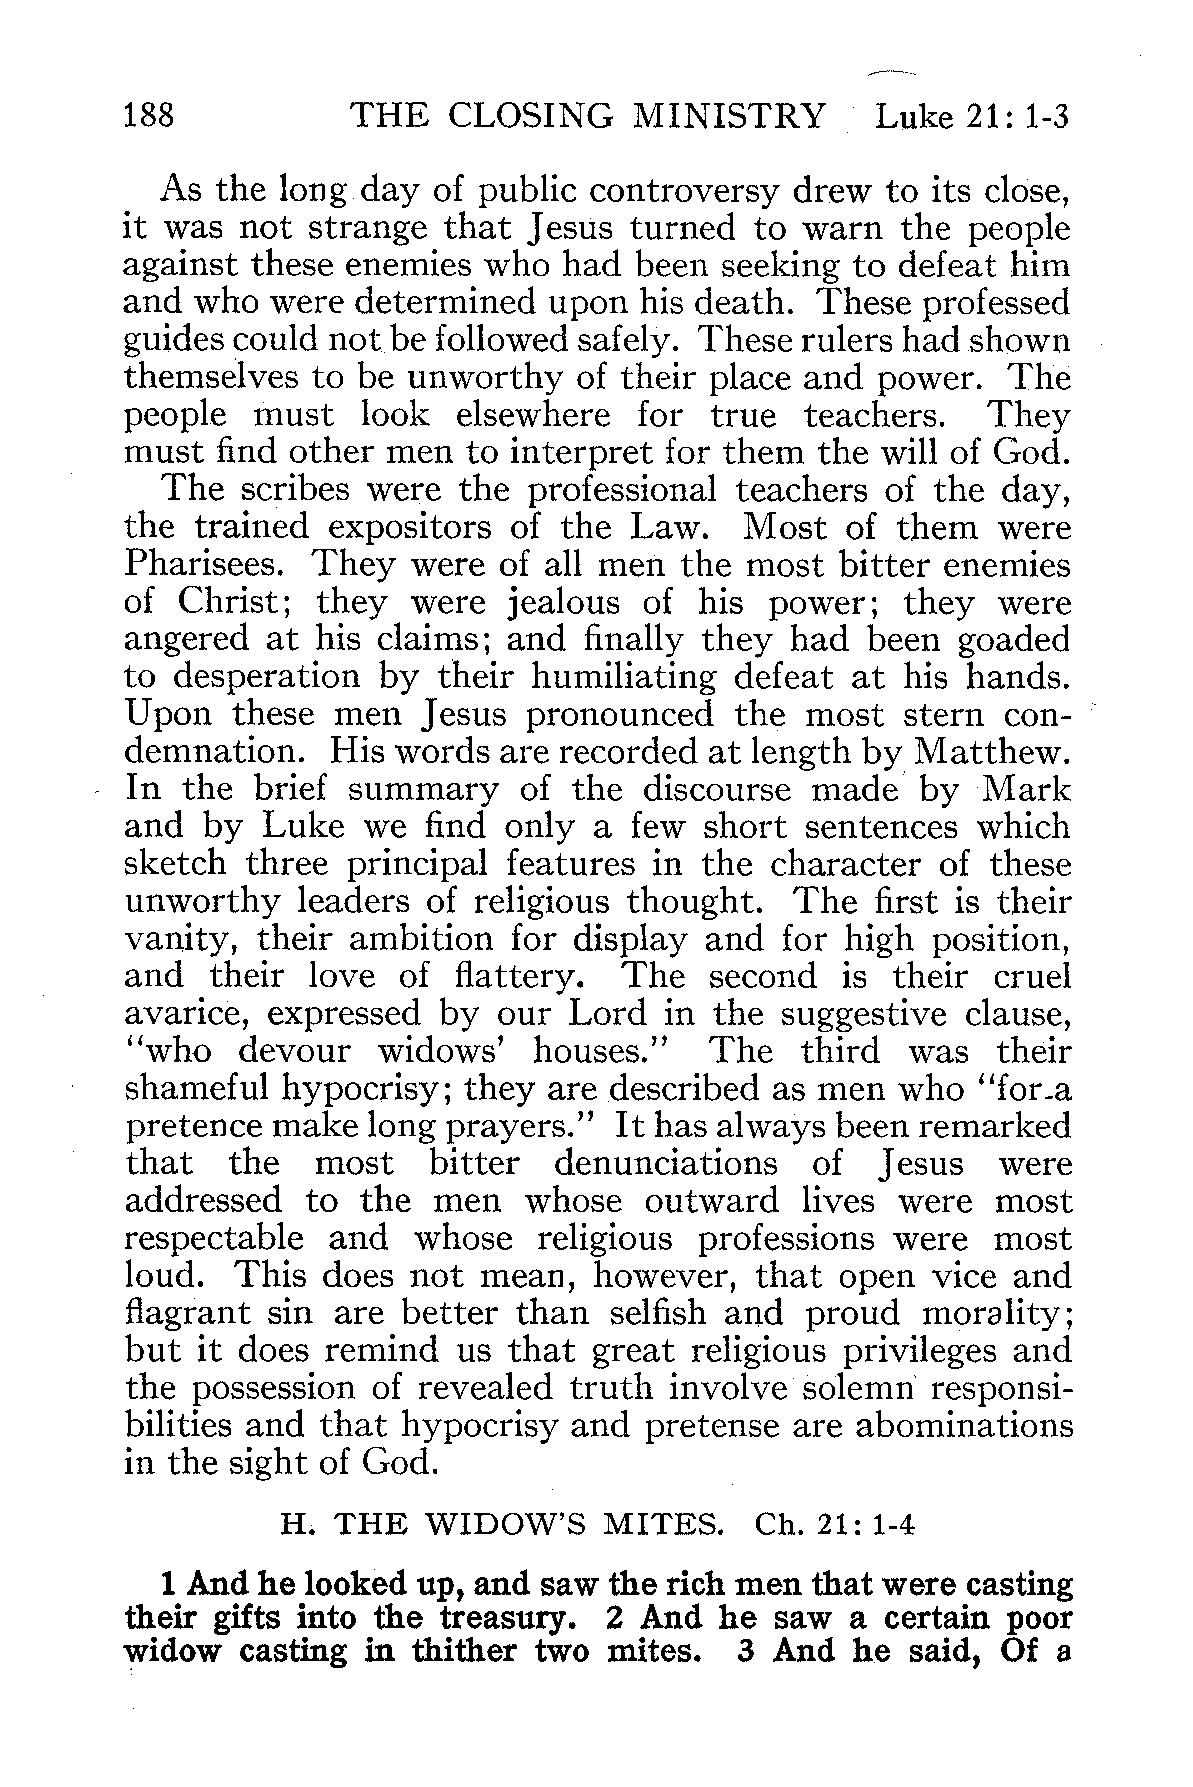 188 THE CLOSING MINISTRY Luke 21: 1-3
As the long day of public controversy drew to its close,
it was not strange that Jesus turned to warn the people
against these enemies who had been seeking to defeat him
and who were determined upon his death. These professed
guides could not be followed safely. These rulers had shown
themselves to be unworthy of their place and power. The
people must look elsewhere for true teachers. They
must find other men to interpret for them the will of God.
The scribes were the professional teachers of the day,
the trained expositors of the Law. Most of them were
Pharisees. They were of all men the most bitter enemies
of Christ; they were jealous of his power; they were
angered at his claims; and finally they had been goaded
to desperation by their humiliating defeat at his hands.
Upon these men Jesus pronounced the most stern con-
demnation. His words are recorded at length by Matthew.
In the brief summary of the discourse made by Mark
and by Luke we find only a few short sentences which
sketch three principal features in the character of these
unworthy leaders of religious thought. The first is their
vanity, their ambition for display and for high position,
and their love of flattery. The second is their cruel
avarice, expressed by our Lord in the suggestive clause,
"who devour widows' houses." The third was their
shameful hypocrisy; they are described as men who "for a
pretence make long prayers." It has always been remarked
that the most bitter denunciations of Jesus were
addressed to the men whose outward lives were most
respectable and whose religious professions were most
loud. This does not mean, however, that open vice and
flagrant sin are better than selfish and proud morality;
but it does remind us that great religious privileges and
the possession of revealed truth involve solemn responsi-
bilities and that hypocrisy and pretense are abominations
in the sight of God.
H. THE WIDOW'S MITES. Ch. 21: 1-4
1 And he looked up, and saw the rich men that were casting
their gifts into the treasury. 2 And he saw a certain poor
widow casting in thither two mites. 3 And he said, Of a